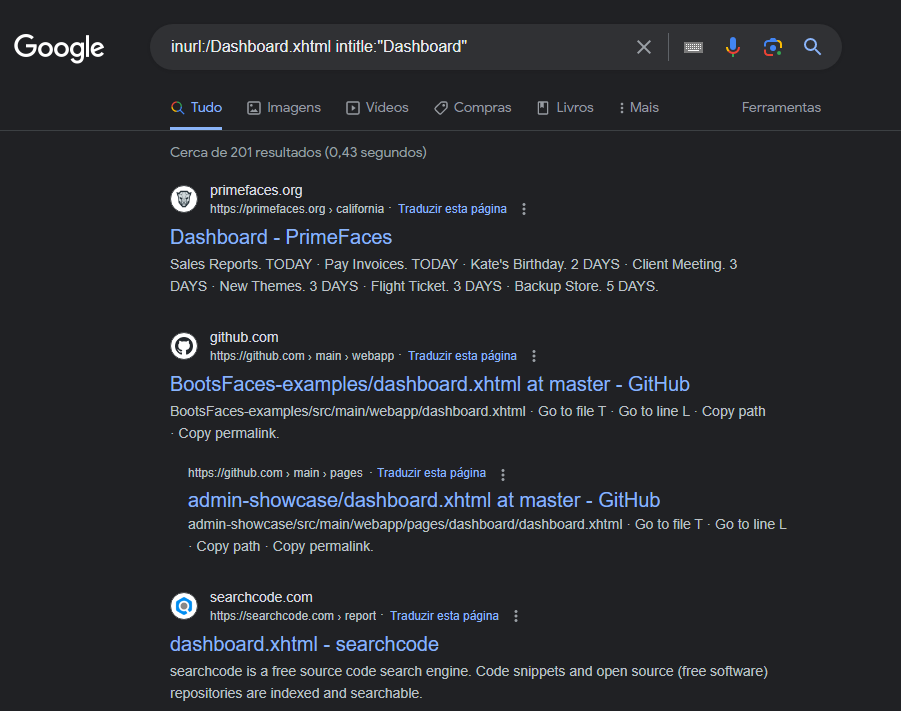 Google
inurl:/Dashboard.xhtml intitle:"Dashboard"
Tudo Imagens Vídeos Compras Livros Mais Ferramentas
Cerca de 201 resultados (0,43 segundos)
primefaces.org
https://primefaces.org › california · Traduzir esta página
Dashboard - PrimeFaces
Sales Reports. TODAY · Pay Invoices. TODAY · Kate's Birthday. 2 DAYS · Client Meeting. 3
DAYS · New Themes. 3 DAYS · Flight Ticket. 3 DAYS · Backup Store. 5 DAYS.
github.com
https://github.com › main › webapp · Traduzir esta página
BootsFaces-examples/dashboard.xhtml at master - GitHub
BootsFaces-examples/src/main/webapp/dashboard.xhtml · Go to file T · Go to line L · Copy path
· Copy permalink.
https://github.com › main › pages · Traduzir esta página
admin-showcase/dashboard.xhtml at master - GitHub
admin-showcase/src/main/webapp/pages/dashboard/dashboard.xhtml · Go to file T · Go to line L
· Copy path · Copy permalink.
searchcode.com
https://searchcode.com › report · Traduzir esta página
dashboard.xhtml - searchcode
searchcode is a free source code search engine. Code snippets and open source (free software)
repositories are indexed and searchable.